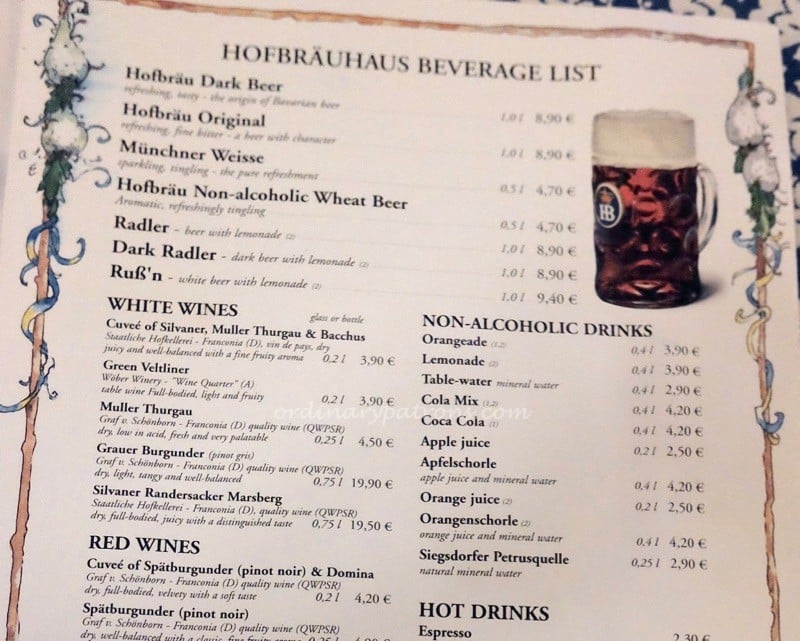 HOFBRÄUHAUS BEVERAGE LIST
Hofbräu Dark Beer
refreshing, tasty - the origin of Bavarian beer 1,0 l 8,90 €
Hofbräu Original
refreshing, fine bitter - a beer with character 1,0 l 8,90 €
Münchner Weisse
sparkling, tingling - the pure refreshment 0,5 l 4,70 €
Hofbräu Non-alcoholic Wheat Beer
Aromatic, refreshingly tingling 0,5 l 4,70 €
Radler - beer with lemonade (2) 1,0 l 8,90 €
Dark Radler - dark beer with lemonade (2) 1,0 l 8,90 €
Ruß'n - white beer with lemonade (2) 1,0 l 9,40 €
HB
WHITE WINES glass or bottle
Cuveé of Silvaner, Muller Thurgau & Bacchus
Staatliche Hofkellerei - Franconia (D), vin de pays, dry
juicy and well-balanced with a fine fruity aroma 0,2 l 3,90 €
Green Veltliner
Wöber Winery - "Wine Quarter" (A)
table wine Full-bodied, light and fruity 0,2 l 3,90 €
Muller Thurgau
Graf v. Schönborn - Franconia (D) quality wine (QWPSR)
dry, low in acid, fresh and very palatable 0,25 l 4,50 €
Grauer Burgunder (pinot gris)
Graf v. Schönborn - Franconia (D) quality wine (QWPSR)
dry, light, tangy and well-balanced 0,75 l 19,90 €
Silvaner Randersacker Marsberg
Staatliche Hofkellerei - Franconia (D), quality wine (QWPSR)
dry, full-bodied, juicy with a distinguished taste 0,75 l 19,50 €
RED WINES
Cuveé of Spätburgunder (pinot noir) & Domina
Graf v. Schönborn - Franconia (D) quality wine (QWPSR)
dry, full-bodied, velvety with a soft taste 0,2 l 4,20 €
Spätburgunder (pinot noir)
Graf v. Schönborn - Franconia (D) quality wine (QWPSR)
NON-ALCOHOLIC DRINKS
Orangeade (1,2) 0,4 l 3,90 €
Lemonade (2) 0,4 l 3,90 €
Table-water mineral water 0,4 l 2,90 €
Cola Mix (1,2) 0,4 l 4,20 €
Coca Cola (1) 0,4 l 4,20 €
Apple juice 0,2 l 2,50 €
Apfelschorle
apple juice and mineral water 0,4 l 4,20 €
Orange juice (2) 0,2 l 2,50 €
Orangenschorle (2)
orange juice and mineral water 0,4 l 4,20 €
Siegsdorfer Petrusquelle
natural mineral water 0,25 l 2,90 €
HOT DRINKS
Espresso 2,30 €
ordinarypatrons.com